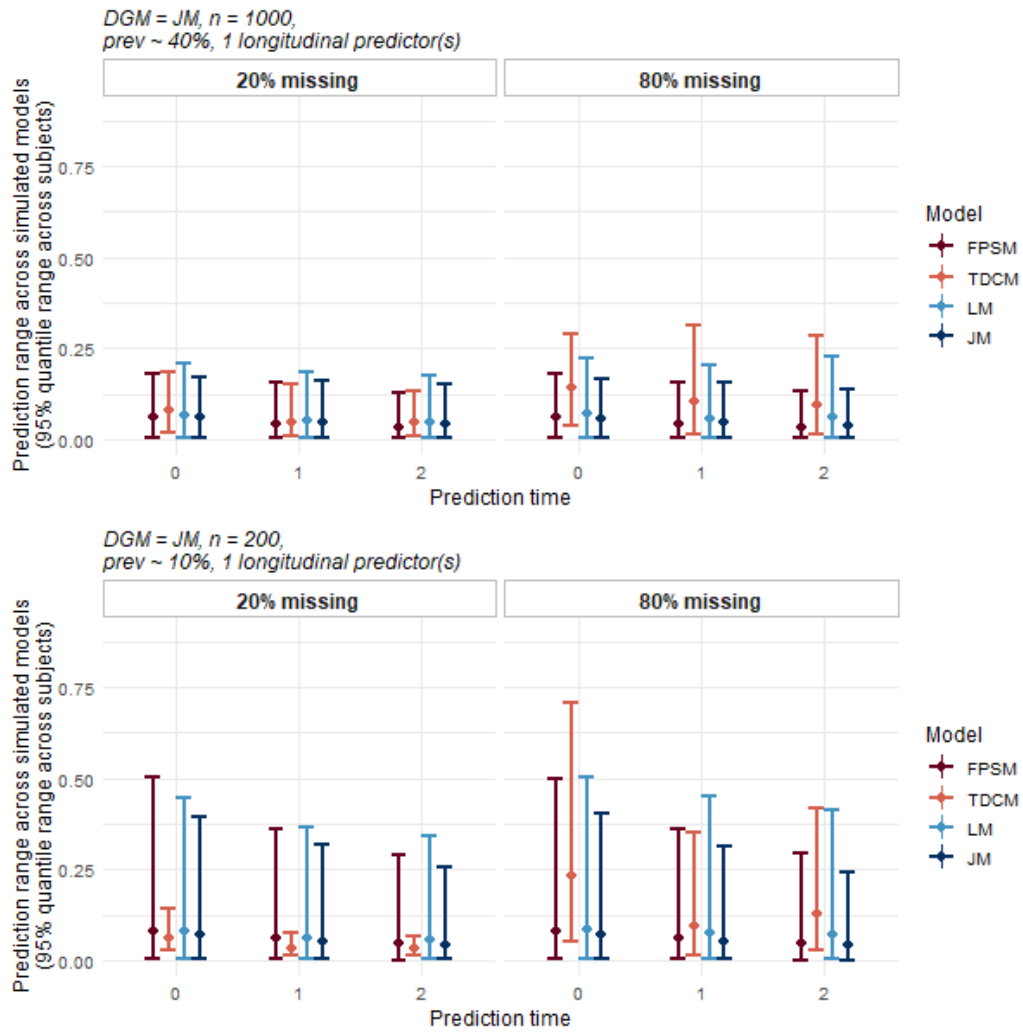 DGM = JM, n = 1000,
prev ~ 40%, 1 longitudinal predictor(s)
20% missing
80% missing
Prediction range across simulated models
(95% quantile range across subjects)
0.75
0.50
0.25
0.00
0
1
2
0
1
2
Prediction time
Model
FPSM
TDCM
LM
JM
DGM = JM, n = 200,
prev ~ 10%, 1 longitudinal predictor(s)
20% missing
80% missing
Prediction range across simulated models
(95% quantile range across subjects)
0.75
0.50
0.25
0.00
0
1
2
0
1
2
Prediction time
Model
FPSM
TDCM
LM
JM